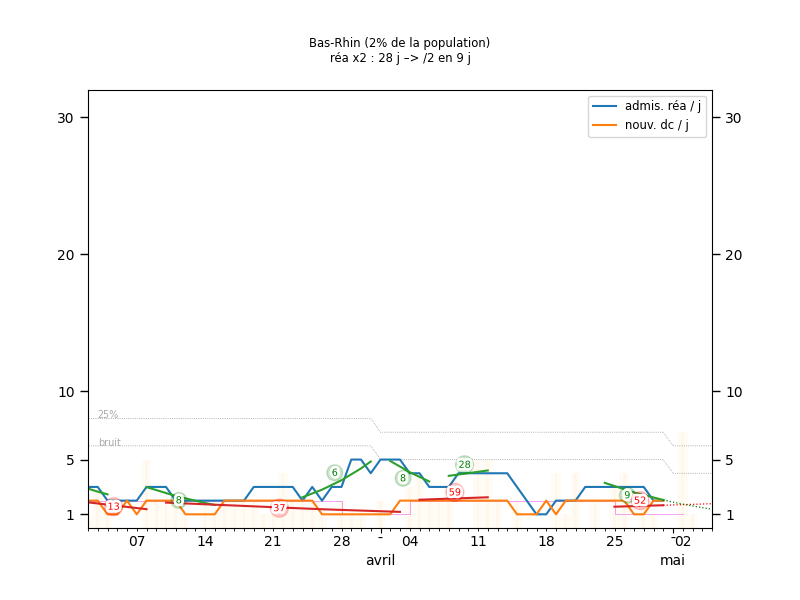 Bas-Rhin (2% de la population)
réa x2 : 28 j –> /2 en 9 j
admis. réa / j
nouv. dc / j
30 30
20 20
10 10
25%
bruit
5 5
1 1
13 8 37 6 8 28 59 9 52
07 14 21 28 - 04 11 18 25 -02
avril mai